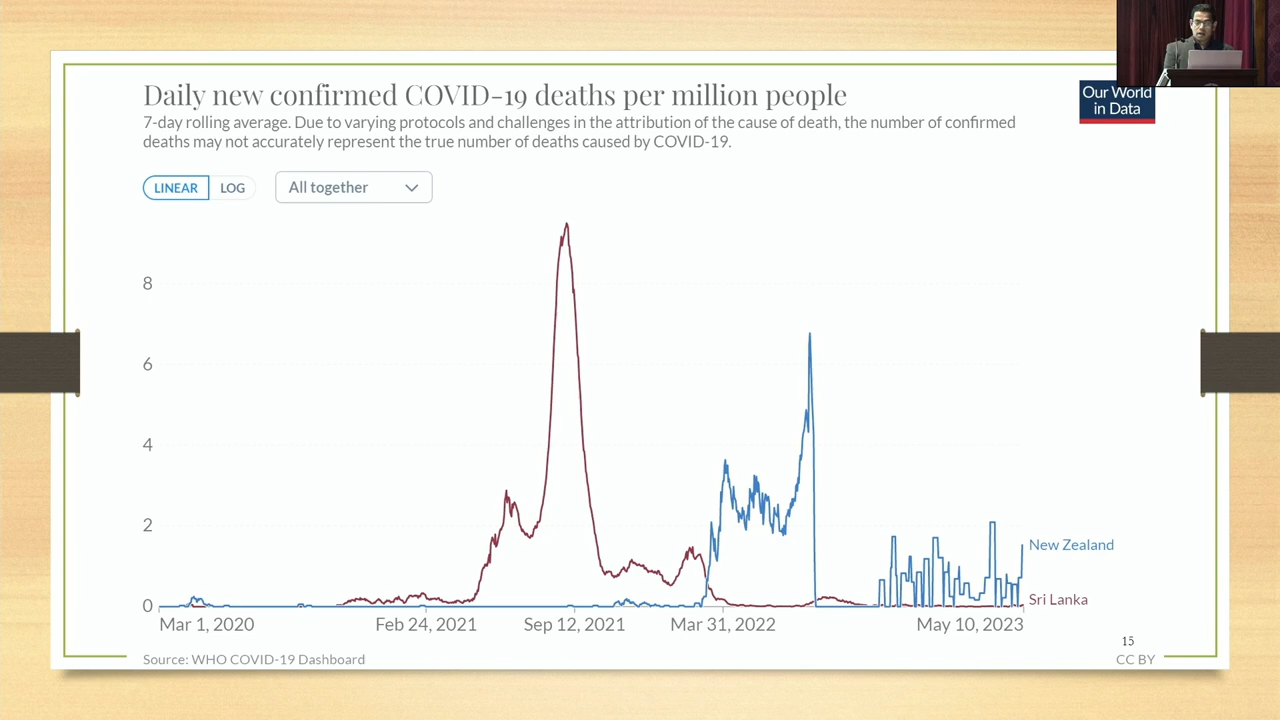 Daily new confirmed COVID-19 deaths per million people
Our World
in Data
7-day rolling average. Due to varying protocols and challenges in the attribution of the cause of death, the number of confirmed
deaths may not accurately represent the true number of deaths caused by COVID-19.
LINEAR LOG All together
8
6
4
2
0
New Zealand
Sri Lanka
Mar 1, 2020 Feb 24, 2021 Sep 12, 2021 Mar 31, 2022 May 10, 2023
15
Source: WHO COVID-19 Dashboard CC BY